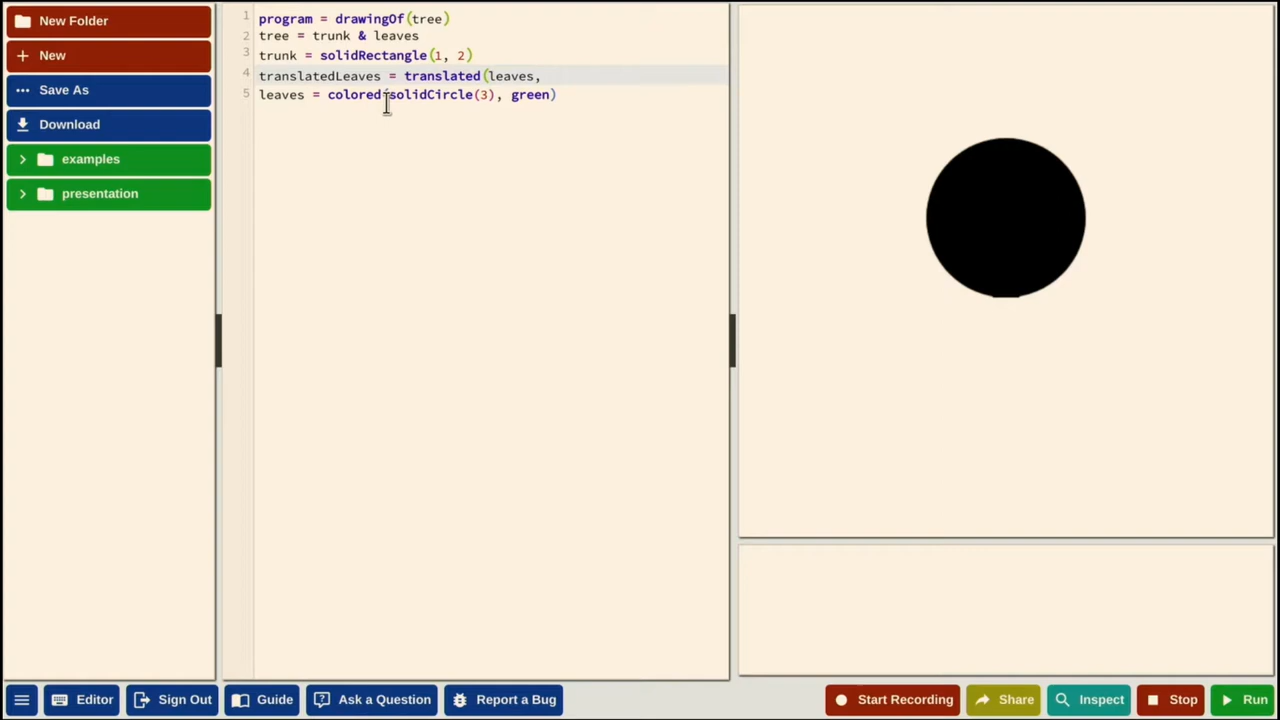 New Folder
New
Save As
Download
examples
presentation
1 program = drawingOf(tree)
2 tree = trunk & leaves
3 trunk = solidRectangle(1, 2)
4 translatedLeaves = translated(leaves,
5 leaves = colored(solidCircle(3), green)
Editor
Sign Out
Guide
Ask a Question
Report a Bug
Start Recording
Share
Inspect
Stop
Run